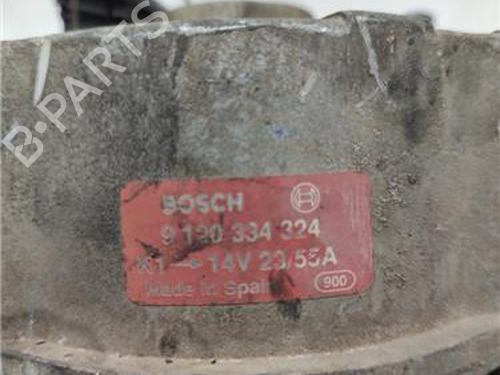 B-PARTS
BOSCH
9 120 334 324
K1 → 14V 23/55A
Made in Spain
900